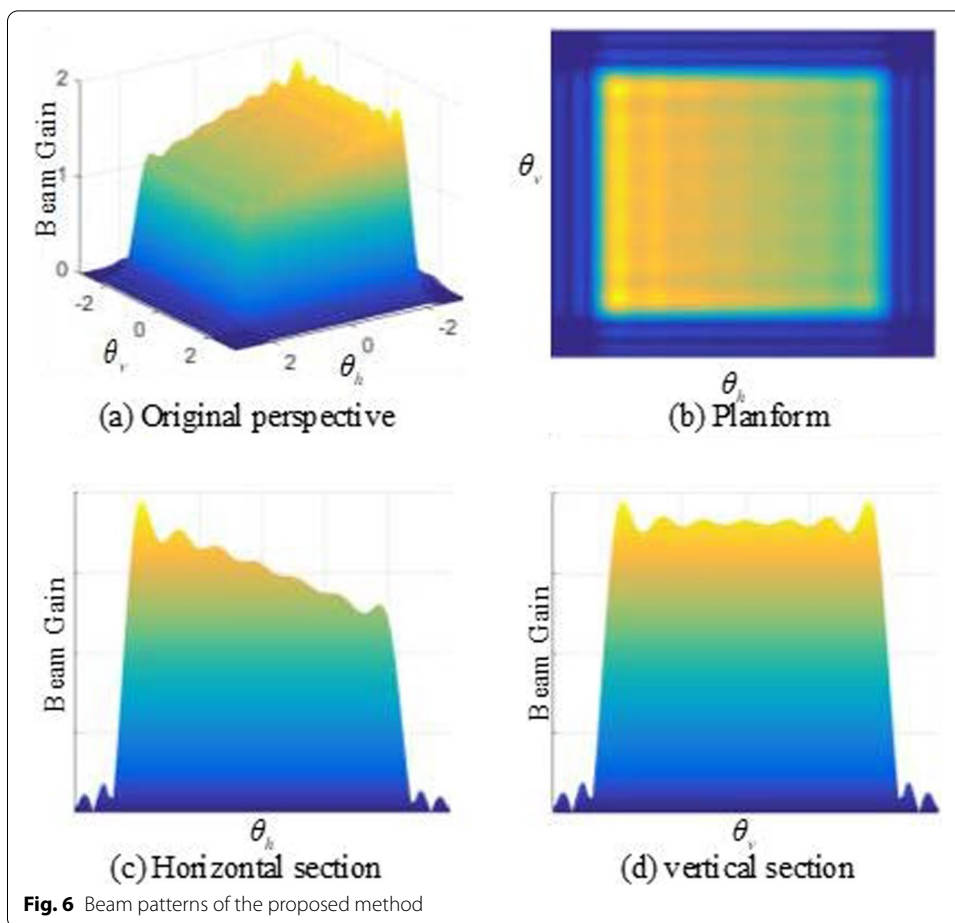 2
1
0
Beam Gain
-2
0
2
θv
2
0
-2
θh
(a) Original perspective
θv
θh
(b) Planform
Beam Gain
θh
(c) Horizontal section
Beam Gain
θv
(d) vertical section
Fig. 6 Beam patterns of the proposed method